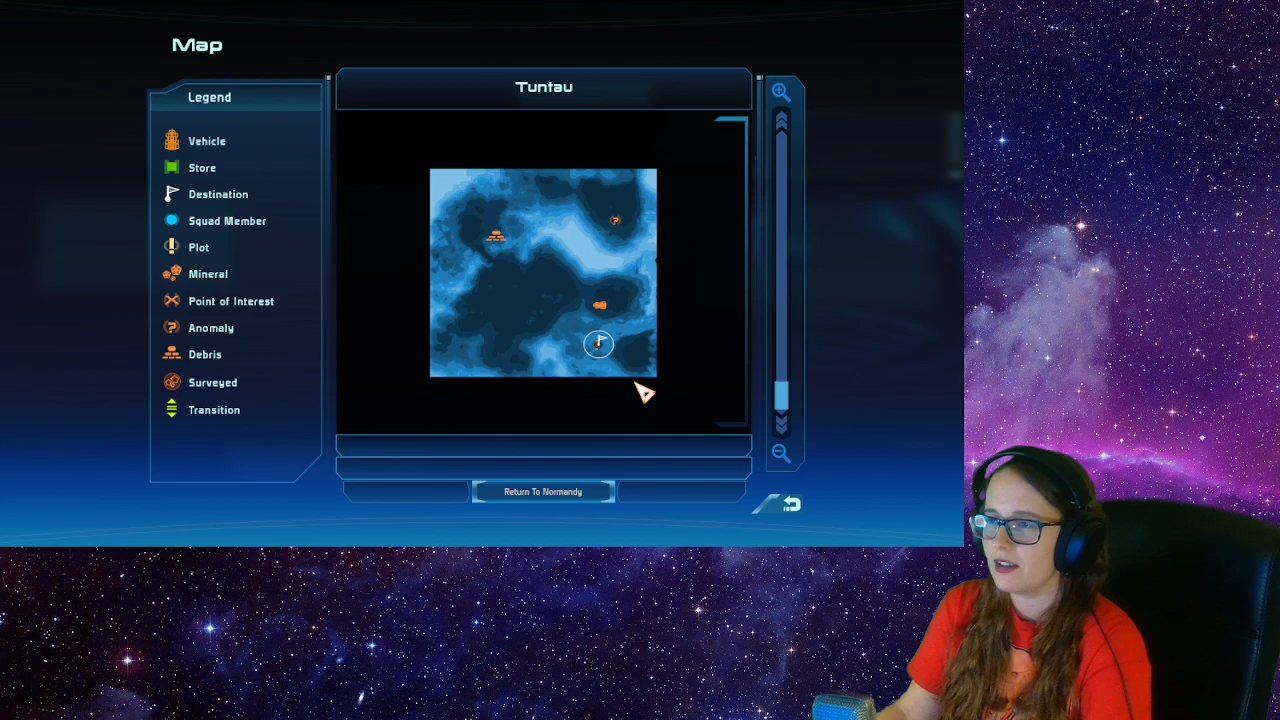 Map
Legend
Vehicle
Store
Destination
Squad Member
Plot
Mineral
Point of Interest
Anomaly
Debris
Surveyed
Transition
Tuntau
Return To Normandy